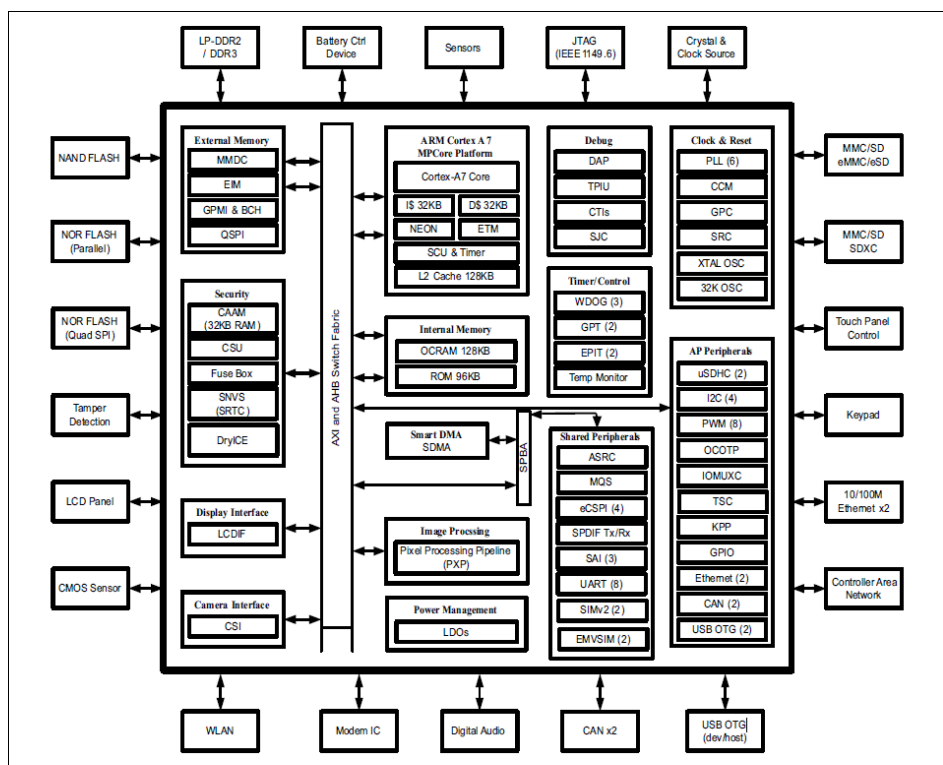 LP-DDR2
/ DDR3
Battery Ctrl
Device
Sensors
JTAG
(IEEE1149.6)
Crystal &
Clock Source
NAND FLASH
NOR FLASH
(Parallel)
NOR FLASH
(Quad SPI)
Tamper
Detection
LCD Panel
CMOS Sensor
External Memory
MMDC
EIM
GPMI & BCH
QSPI
Security
CAAM
(32KB RAM)
CSU
Fuse Box
SNVS
(SRTC)
DryICE
Display Interface
LCDIF
Camera Interface
CSI
AXI and AHB Switch Fabric
ARM Cortex A 7
MPCore Platform
Cortex-A7 Core
I$ 32KB
D$ 32KB
NEON
ETM
SCU & Timer
L2 Cache 128KB
Internal Memory
OCRAM 128KB
ROM 96KB
Smart DMA
SDMA
SPBA
Image Procssing
Pixel Processing Pipeline
(PXP)
Power Management
LDOs
Debug
DAP
TPIU
CTIs
SJC
Timer/Control
WDOG (3)
GPT (2)
EPIT (2)
Temp Monitor
Shared Peripherals
ASRC
MQS
eCSPI (4)
SPDIF Tx/Rx
SAI (3)
UART (8)
SIMv2 (2)
EMVSIM (2)
Clock & Reset
PLL (6)
CCM
GPC
SRC
XTAL OSC
32K OSC
AP Peripherals
uSDHC (2)
I2C (4)
PWM (8)
OCOTP
IOMUXC
TSC
KPP
GPIO
Ethernet (2)
CAN (2)
USB OTG (2)
MMC/SD
eMMC/eSD
MMC/SD
SDXC
Touch Panel
Control
Keypad
10/100M
Ethernet x2
Controller Area
Network
WLAN
Modem IC
Digital Audio
CAN x2
USB OTG
(dev/host)